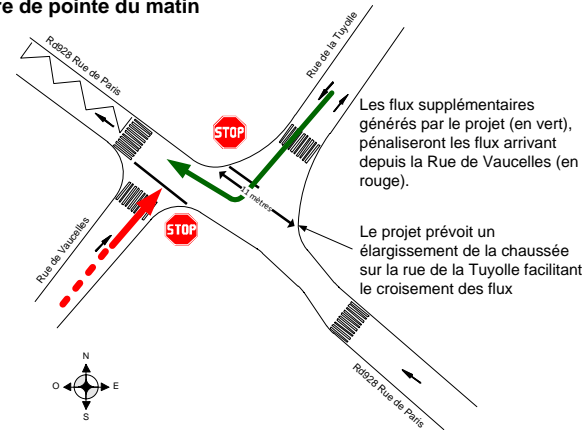 re de pointe du matin
Rd928 Rue de Paris
Rue de la Tuyolle
STOP
Les flux supplémentaires
générés par le projet (en vert),
pénaliseront les flux arrivant
depuis la Rue de Vaucelles (en
rouge).
11 mètres
STOP
Rue de Vaucelles
Le projet prévoit un
élargissement de la chaussée
sur la rue de la Tuyolle facilitant
le croisement des flux
N
O
E
S
Rd928 Rue de Paris